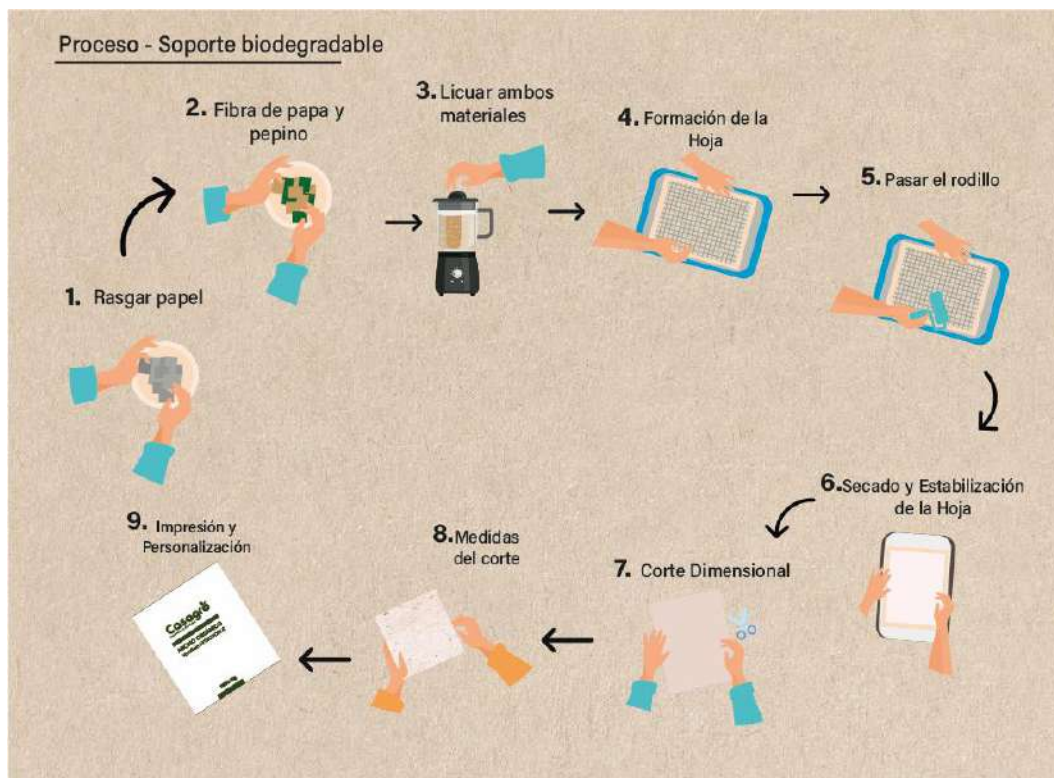 Proceso - Soporte biodegradable
1. Rasgar papel
2. Fibra de papa y
pepino
3. Licuar ambos
materiales
4. Formación de la
Hoja
5. Pasar el rodillo
6. Secado y Estabilización
de la Hoja
7. Corte Dimensional
8. Medidas
del corte
9. Impresión y
Personalización
Casagrö